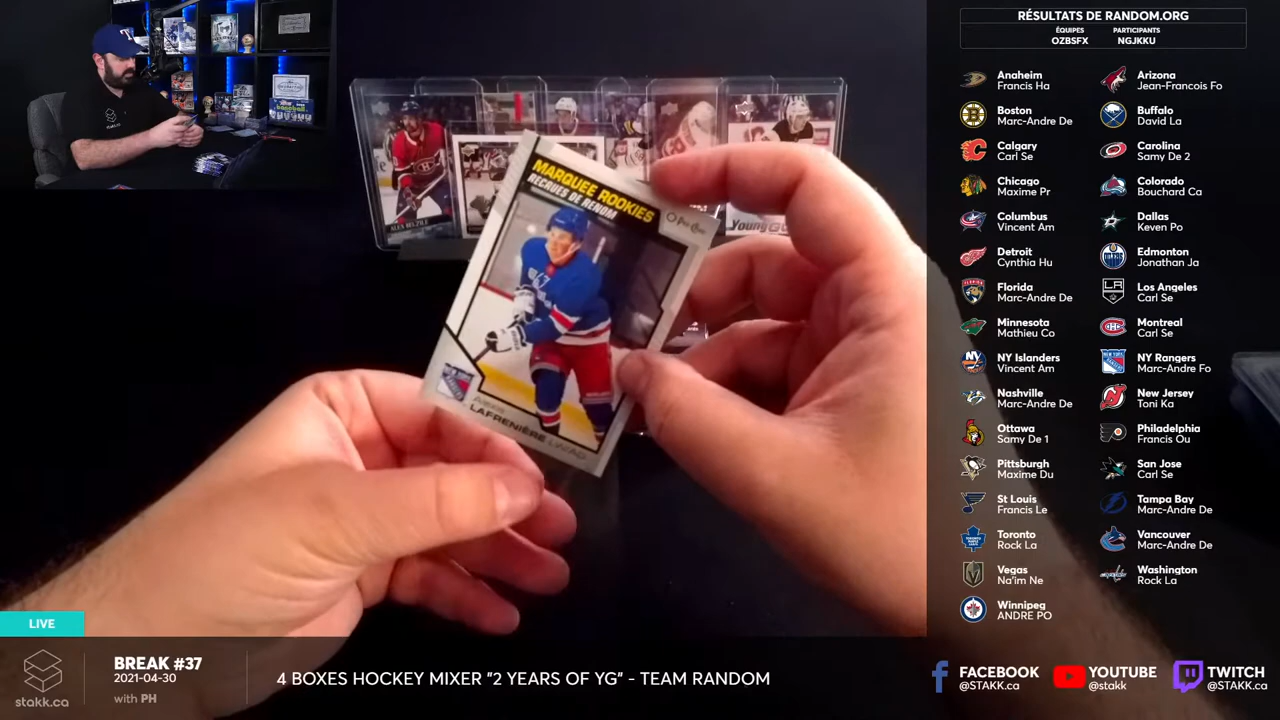 RÉSULTATS DE RANDOM.ORG
ÉQUIPES
OZBSFX
PARTICIPANTS
NGJKKU
Anaheim
Francis Ha
Arizona
Jean-Francois Fo
Boston
Marc-Andre De
Buffalo
David La
Calgary
Carl Se
Carolina
Samy De 2
Chicago
Maxime Pr
Colorado
Bouchard Ca
Columbus
Vincent Am
Dallas
Keven Po
Detroit
Cynthia Hu
Edmonton
Jonathan Ja
Florida
Marc-Andre De
Los Angeles
Carl Se
Minnesota
Mathieu Co
Montreal
Carl Se
NY Islanders
Vincent Am
NY Rangers
Marc-Andre Fo
Nashville
Marc-Andre De
New Jersey
Toni Ka
Ottawa
Samy De 1
Philadelphia
Francis Ou
Pittsburgh
Maxime Du
San Jose
Carl Se
St Louis
Francis Le
Tampa Bay
Marc-Andre De
Toronto
Rock La
Vancouver
Marc-Andre De
Vegas
Na'im Ne
Washington
Rock La
Winnipeg
ANDRE PO
MARQUEE ROOKIES
RECRUES DE RENOM
O-Pee-Chee
ALEXIS
LAFRENIÈRE LW/AG
ALEX BELZILE
Young Gu
LIVE
stakk.ca
BREAK #37
2021-04-30
with PH
4 BOXES HOCKEY MIXER "2 YEARS OF YG" - TEAM RANDOM
FACEBOOK
@STAKK.ca
YOUTUBE
@stakk
TWITCH
@STAKK.ca